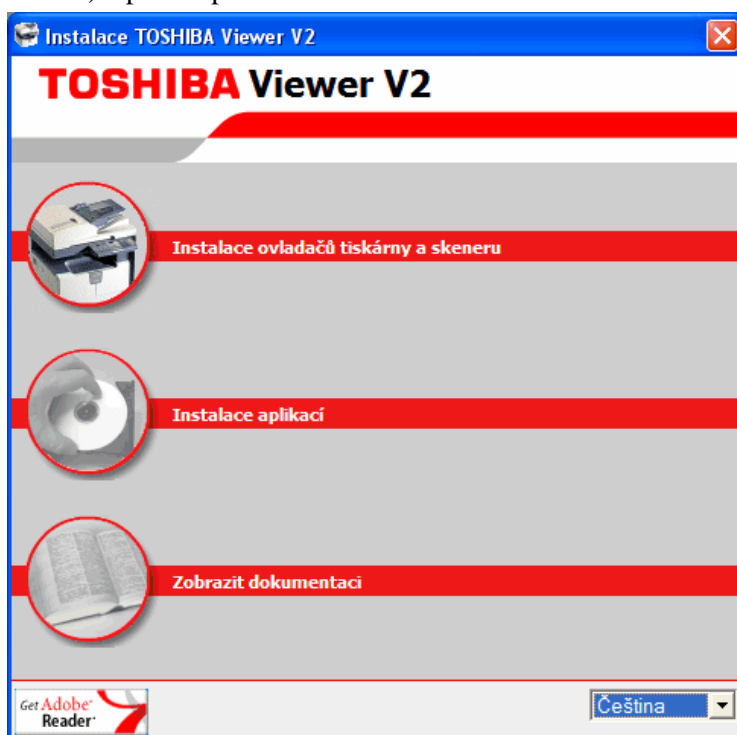 Instalace TOSHIBA Viewer V2
TOSHIBA Viewer V2
Instalace ovladačů tiskárny a skeneru
Instalace aplikací
Zobrazit dokumentaci
Get Adobe®
Reader®
Čeština